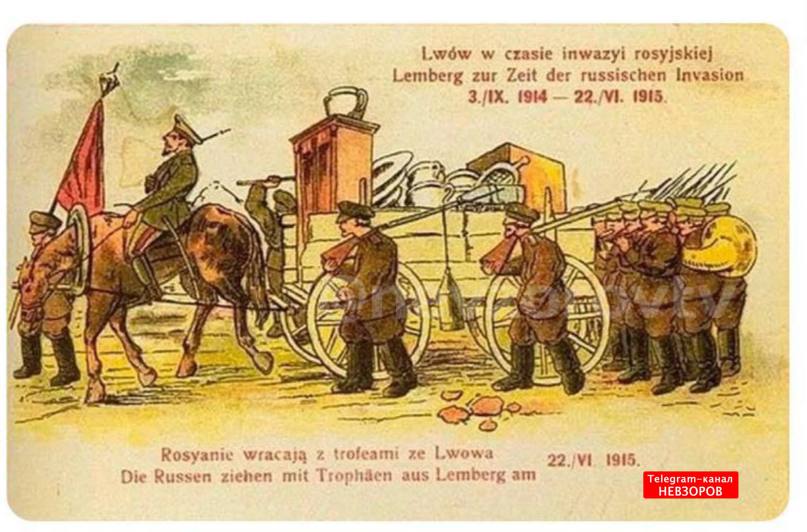 Lwów w czasie inwazyi rosyjskiej
Lemberg zur Zeit der russischen Invasion
3./IX. 1914 — 22./VI. 1915.
Rosyanie wracają z trofeami ze Lwowa
Die Russen ziehen mit Trophäen aus Lemberg am 22./VI 1915.
Telegram-канал
НЕВЗОРОВ